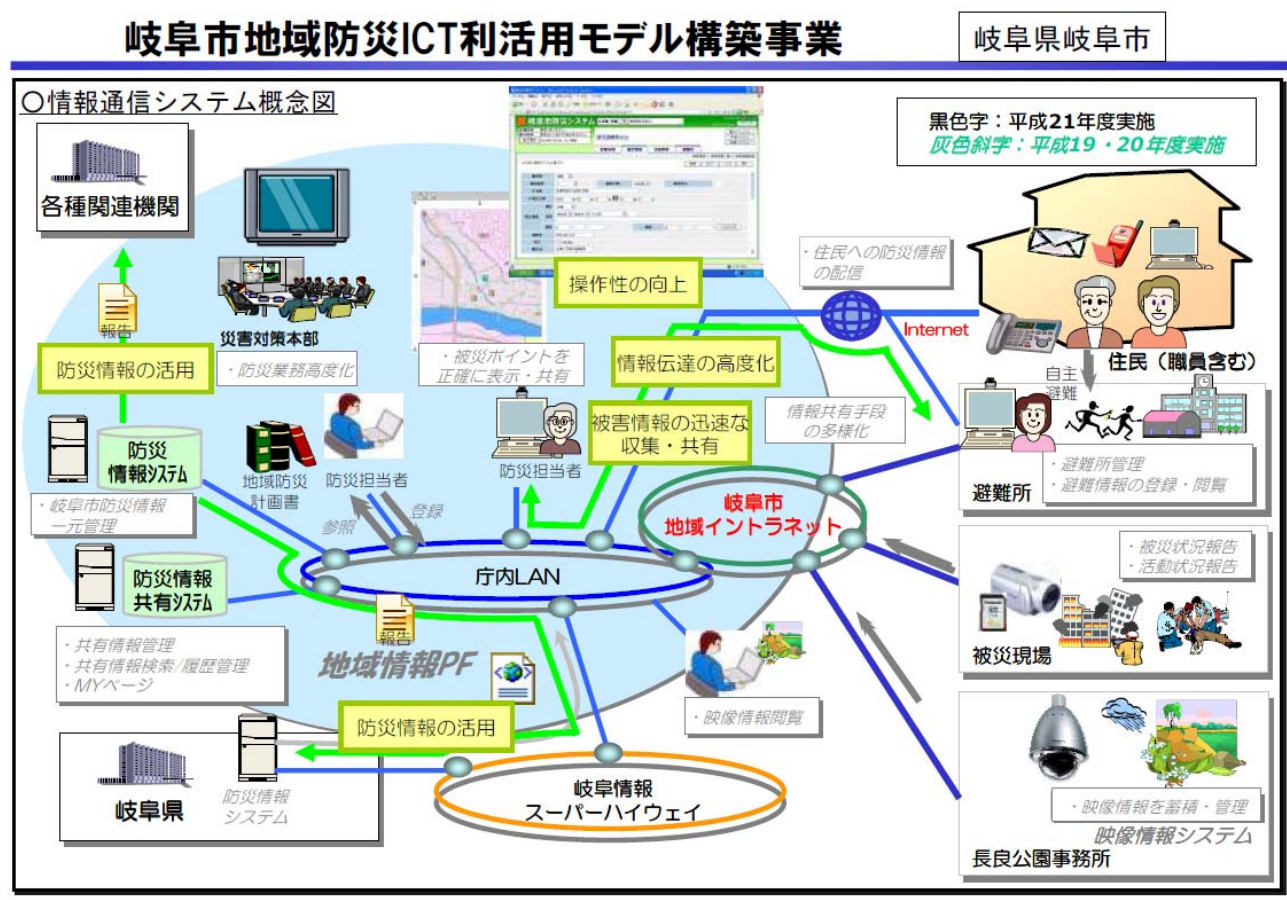 岐阜市地域防災ICT利活用モデル構築事業
岐阜県岐阜市
〇情報通信システム概念図
黒色字：平成21年度実施
灰色斜字：平成19・20年度実施
各種関連機関
報告
防災情報の活用
災害対策本部
・防災業務高度化
岐阜市防災システム
操作性の向上
・被災ポイントを
正確に表示・共有
情報伝達の高度化
被害情報の迅速な
収集・共有
・住民への防災情報
の配信
Internet
住民（職員含む）
自主
避難
情報共有手段
の多様化
避難所
・避難所管理
・避難情報の登録・閲覧
防災
情報システム
・岐阜市防災情報
一元管理
地域防災
計画書
防災担当者
防災担当者
参照
登録
岐阜市
地域イントラネット
庁内LAN
防災情報
共有システム
・共有情報管理
・共有情報検索/履歴管理
・MYページ
報告
地域情報PF
・映像情報閲覧
・被災状況報告
・活動状況報告
被災現場
防災情報の活用
岐阜県
防災情報
システム
岐阜情報
スーパーハイウェイ
・映像情報を蓄積・管理
映像情報システム
長良公園事務所